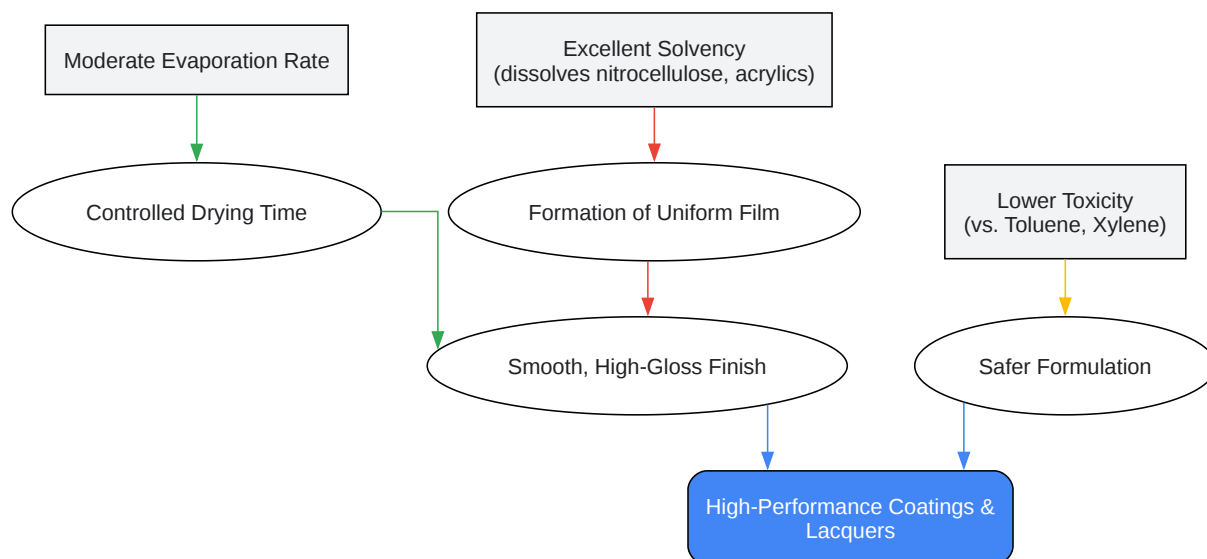 Moderate Evaporation Rate
Excellent Solvency
(dissolves nitrocellulose, acrylics)
Controlled Drying Time
Formation of Uniform Film
Lower Toxicity
(vs. Toluene, Xylene)
Smooth, High-Gloss Finish
Safer Formulation
High-Performance Coatings &
Lacquers